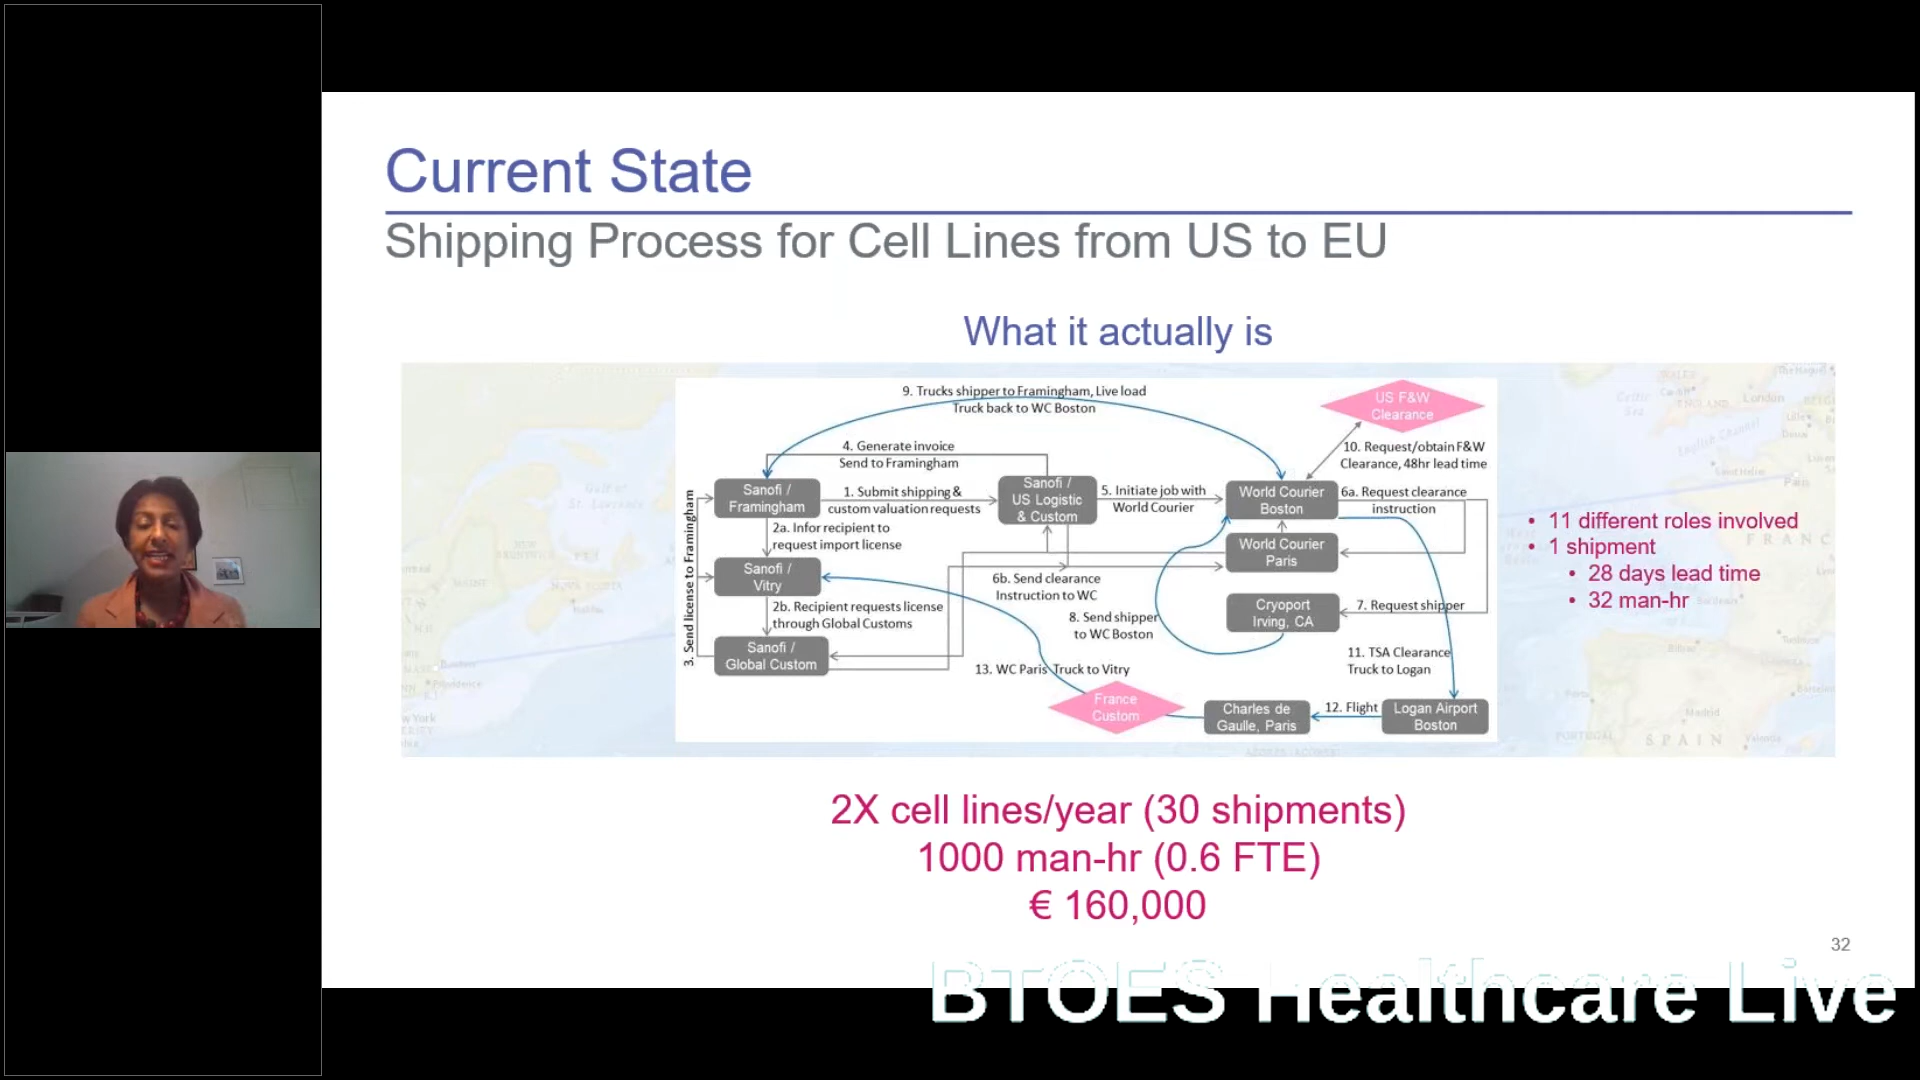 Current State
Shipping Process for Cell Lines from US to EU
What it actually is
9. Trucks shipper to Framingham, Live load
Truck back to WC Boston
US F&W
Clearance
4. Generate invoice
Send to Framingham
10. Request/obtain F&W
Clearance, 48hr lead time
Sanofi /
Framingham
1. Submit shipping &
custom valuation requests
Sanofi /
US Logistic
& Custom
5. Initiate job with
World Courier
World Courier
Boston
6a. Request clearance
instruction
2a. Infor recipient to
request import license
3. Send license to Framingham
Sanofi /
Vitry
World Courier
Paris
6b. Send clearance
Instruction to WC
2b. Recipient requests license
through Global Customs
8. Send shipper
to WC Boston
Cryoport
Irving, CA
7. Request shipper
Sanofi /
Global Custom
11. TSA Clearance
Truck to Logan
13. WC Paris Truck to Vitry
France
Custom
Charles de
Gaulle, Paris
12. Flight
Logan Airport
Boston
• 11 different roles involved
• 1 shipment
• 28 days lead time
• 32 man-hr
2X cell lines/year (30 shipments)
1000 man-hr (0.6 FTE)
€ 160,000
32
BTOES Healthcare Live